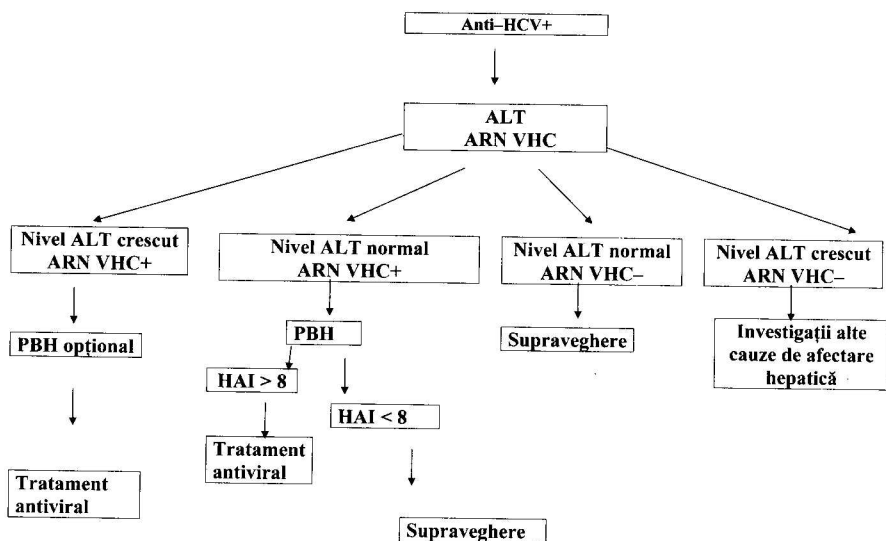 Anti–HCV+
ALT
ARN VHC
Nivel ALT crescut
ARN VHC+
Nivel ALT normal
ARN VHC+
Nivel ALT normal
ARN VHC–
Nivel ALT crescut
ARN VHC–
PBH opțional
PBH
Supraveghere
Investigații alte
cauze de afectare
hepatică
HAI > 8
HAI < 8
Tratament
antiviral
Tratament
antiviral
Supraveghere